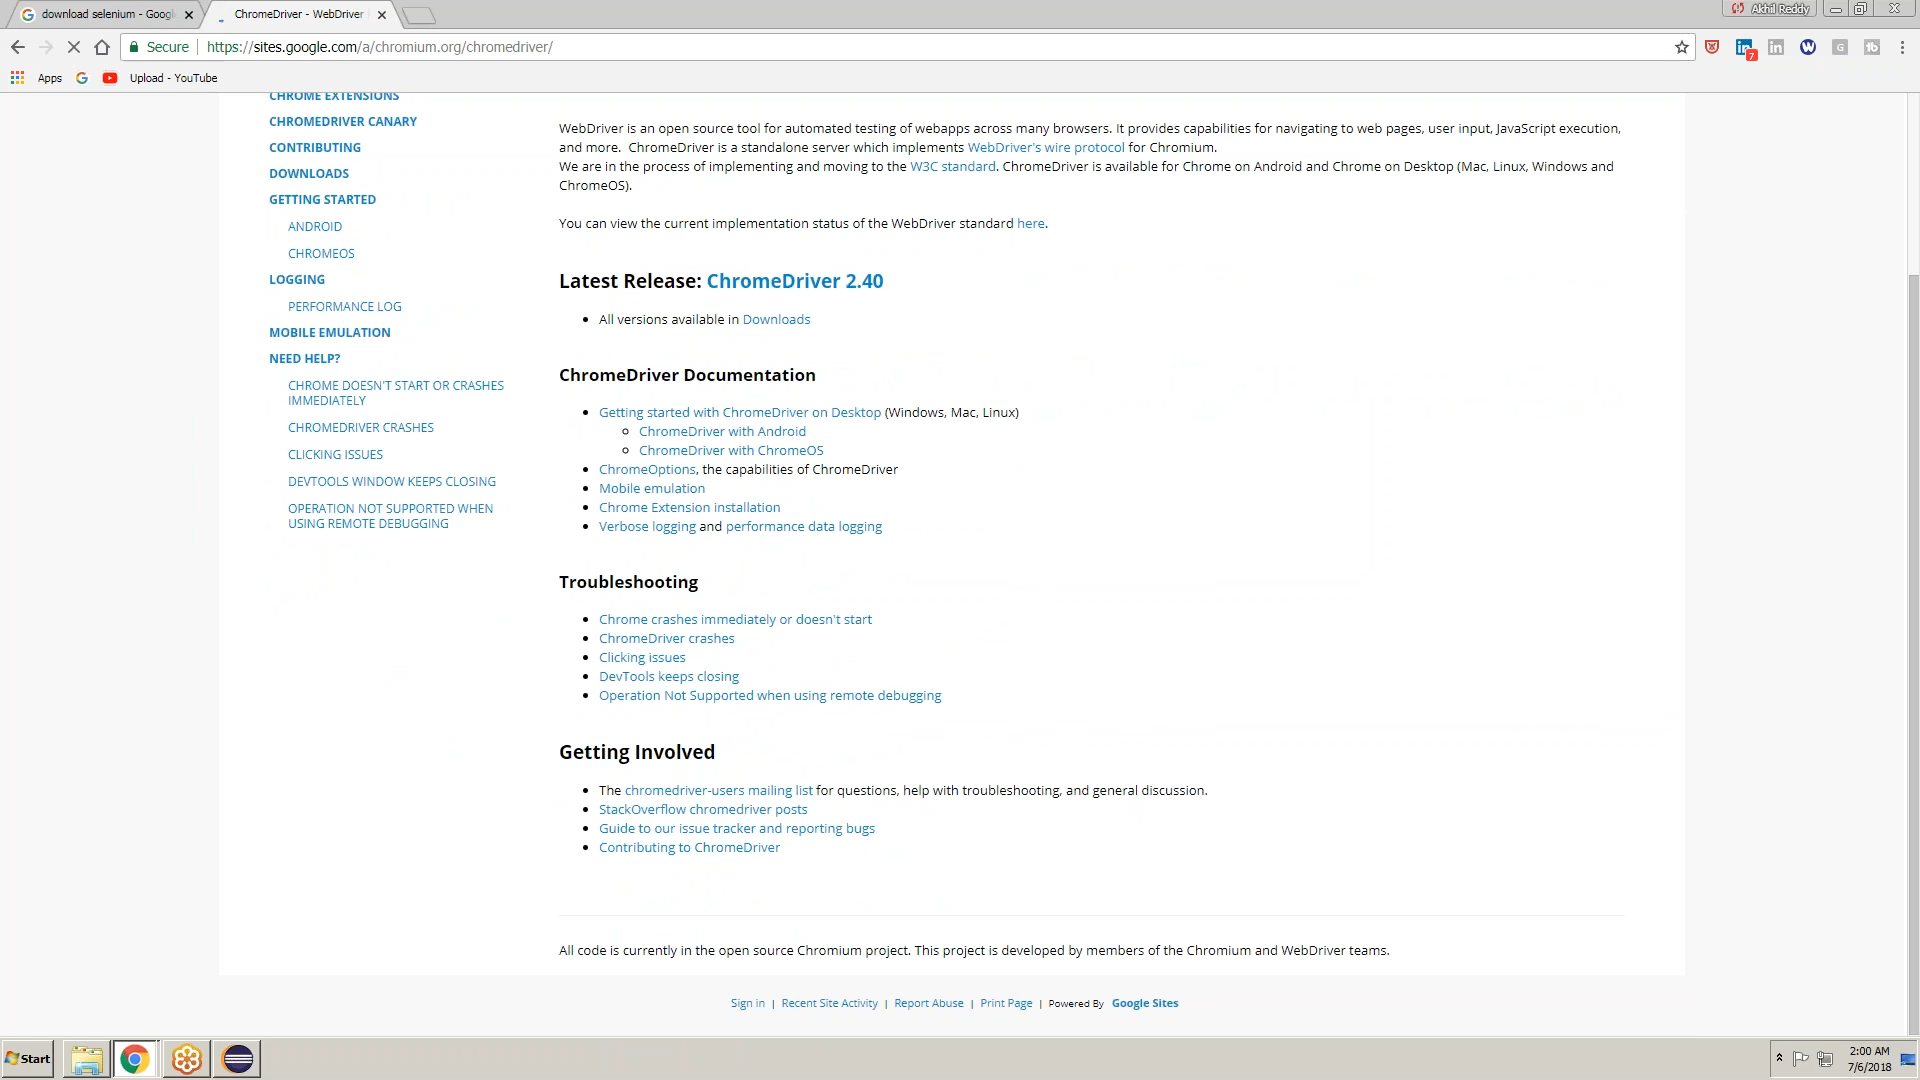 download selenium - Googl
ChromeDriver - WebDriver
Akhil Reddy
Secure
https://sites.google.com/a/chromium.org/chromedriver/
7
Apps
Upload - YouTube
CHROME EXTENSIONS
CHROMEDRIVER CANARY
CONTRIBUTING
DOWNLOADS
GETTING STARTED
ANDROID
CHROMEOS
LOGGING
PERFORMANCE LOG
MOBILE EMULATION
NEED HELP?
CHROME DOESN'T START OR CRASHES
IMMEDIATELY
CHROMEDRIVER CRASHES
CLICKING ISSUES
DEVTOOLS WINDOW KEEPS CLOSING
OPERATION NOT SUPPORTED WHEN
USING REMOTE DEBUGGING
WebDriver is an open source tool for automated testing of webapps across many browsers. It provides capabilities for navigating to web pages, user input, JavaScript execution,
and more.  ChromeDriver is a standalone server which implements WebDriver's wire protocol for Chromium.
We are in the process of implementing and moving to the W3C standard. ChromeDriver is available for Chrome on Android and Chrome on Desktop (Mac, Linux, Windows and
ChromeOS).
You can view the current implementation status of the WebDriver standard here.
Latest Release: ChromeDriver 2.40
All versions available in Downloads
ChromeDriver Documentation
Getting started with ChromeDriver on Desktop (Windows, Mac, Linux)
ChromeDriver with Android
ChromeDriver with ChromeOS
ChromeOptions, the capabilities of ChromeDriver
Mobile emulation
Chrome Extension installation
Verbose logging and performance data logging
Troubleshooting
Chrome crashes immediately or doesn't start
ChromeDriver crashes
Clicking issues
DevTools keeps closing
Operation Not Supported when using remote debugging
Getting Involved
The chromedriver-users mailing list for questions, help with troubleshooting, and general discussion.
StackOverflow chromedriver posts
Guide to our issue tracker and reporting bugs
Contributing to ChromeDriver
All code is currently in the open source Chromium project. This project is developed by members of the Chromium and WebDriver teams.
Sign in | Recent Site Activity | Report Abuse | Print Page | Powered By Google Sites
Start
2:00 AM
7/6/2018